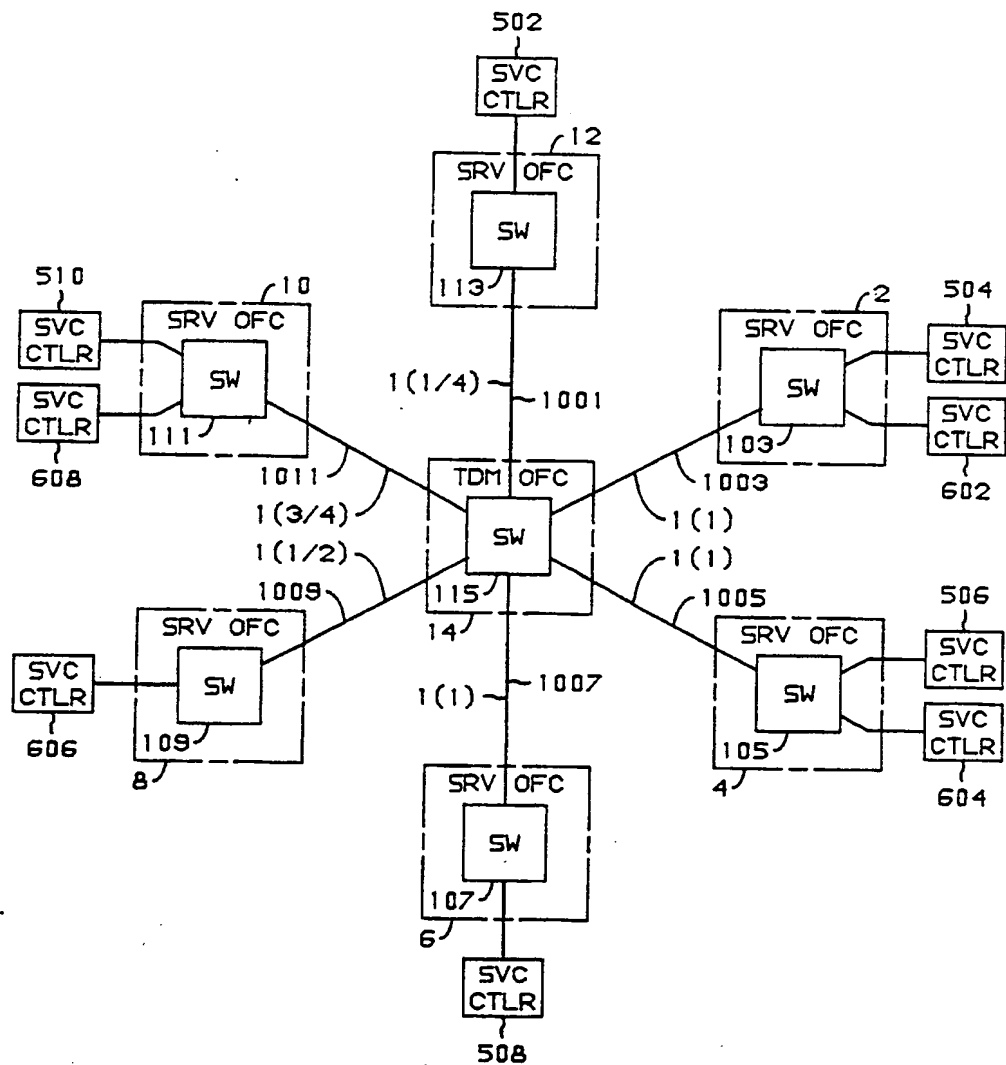 502
SVC
CTLR
12
SRV OFC
SW
113
510
SVC
CTLR
10
SRV OFC
SW
111
SVC
CTLR
608
2
SRV OFC
SW
103
504
SVC
CTLR
SVC
CTLR
602
1(1/4)
1001
1011
1(3/4)
1003
1(1)
TDM OFC
SW
115
14
1(1/2)
1009
1(1)
1005
SRV OFC
SW
109
8
SVC
CTLR
606
1007
1(1)
SRV OFC
SW
105
4
506
SVC
CTLR
SVC
CTLR
604
SRV OFC
SW
107
6
SVC
CTLR
508